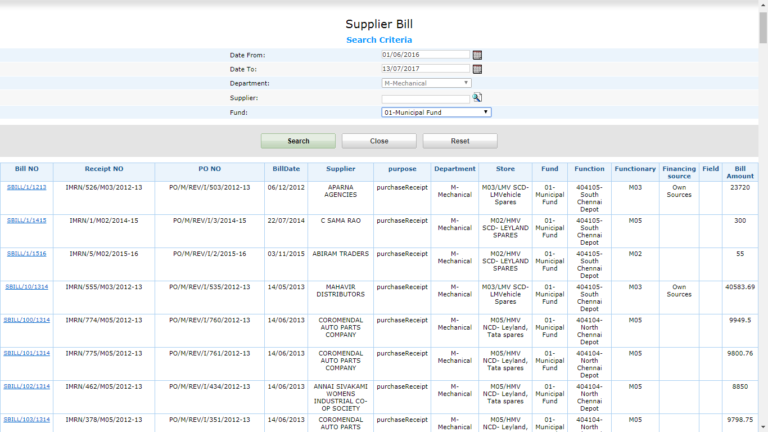 Supplier Bill
Search Criteria
Date From: 01/06/2016
Date To: 13/07/2017
Department: M-Mechanical
Supplier:
Fund: 01-Municipal Fund
Search Close Reset
Bill NO Receipt NO PO NO BillDate Supplier purpose Department Store Fund Function Functionary Financing source Field Bill Amount
SBILL/1/1213 IMRN/526/M03/2012-13 PO/M/REV/I/503/2012-13 06/12/2012 APARNA AGENCIES purchaseReceipt M-Mechanical M03/LMV SCD-LMVehicle Spares 01-Municipal Fund 404105-South Chennai Depot M03 Own Sources 23720
SBILL/1/1415 IMRN/1/M02/2014-15 PO/M/REV/I/3/2014-15 22/07/2014 C SAMA RAO purchaseReceipt M-Mechanical M02/HMV SCD- LEYLAND SPARES 01-Municipal Fund 404105-South Chennai Depot M05 300
SBILL/1/1516 IMRN/5/M02/2015-16 PO/M/REV/I/2/2015-16 03/11/2015 ABIRAM TRADERS purchaseReceipt M-Mechanical M02/HMV SCD- LEYLAND SPARES 01-Municipal Fund 404105-South Chennai Depot M02 55
SBILL/10/1314 IMRN/555/M03/2012-13 PO/M/REV/I/535/2012-13 14/05/2013 MAHAVIR DISTRIBUTORS purchaseReceipt M-Mechanical M03/LMV SCD-LMVehicle Spares 01-Municipal Fund 404105-South Chennai Depot M03 Own Sources 40583.69
SBILL/100/1314 IMRN/774/M05/2012-13 PO/M/REV/I/760/2012-13 14/06/2013 COROMENDAL AUTO PARTS COMPANY purchaseReceipt M-Mechanical M05/HMV NCD- Leyland, Tata spares 01-Municipal Fund 404104-North Chennai Depot M05 9949.5
SBILL/101/1314 IMRN/775/M05/2012-13 PO/M/REV/I/761/2012-13 14/06/2013 COROMENDAL AUTO PARTS COMPANY purchaseReceipt M-Mechanical M05/HMV NCD- Leyland, Tata spares 01-Municipal Fund 404104-North Chennai Depot M05 9800.76
SBILL/102/1314 IMRN/462/M05/2012-13 PO/M/REV/I/434/2012-13 14/06/2013 ANNAI SIVAKAMI WOMENS INDUSTRIAL CO-OP SOCIETY purchaseReceipt M-Mechanical M05/HMV NCD- Leyland, Tata spares 01-Municipal Fund 404104-North Chennai Depot M05 8850
SBILL/103/1314 IMRN/378/M05/2012-13 PO/M/REV/I/351/2012-13 14/06/2013 COROMENDAL AUTO PARTS purchaseReceipt M-Mechanical M05/HMV NCD- Leyland, 01-Municipal 404104-North M05 9798.75